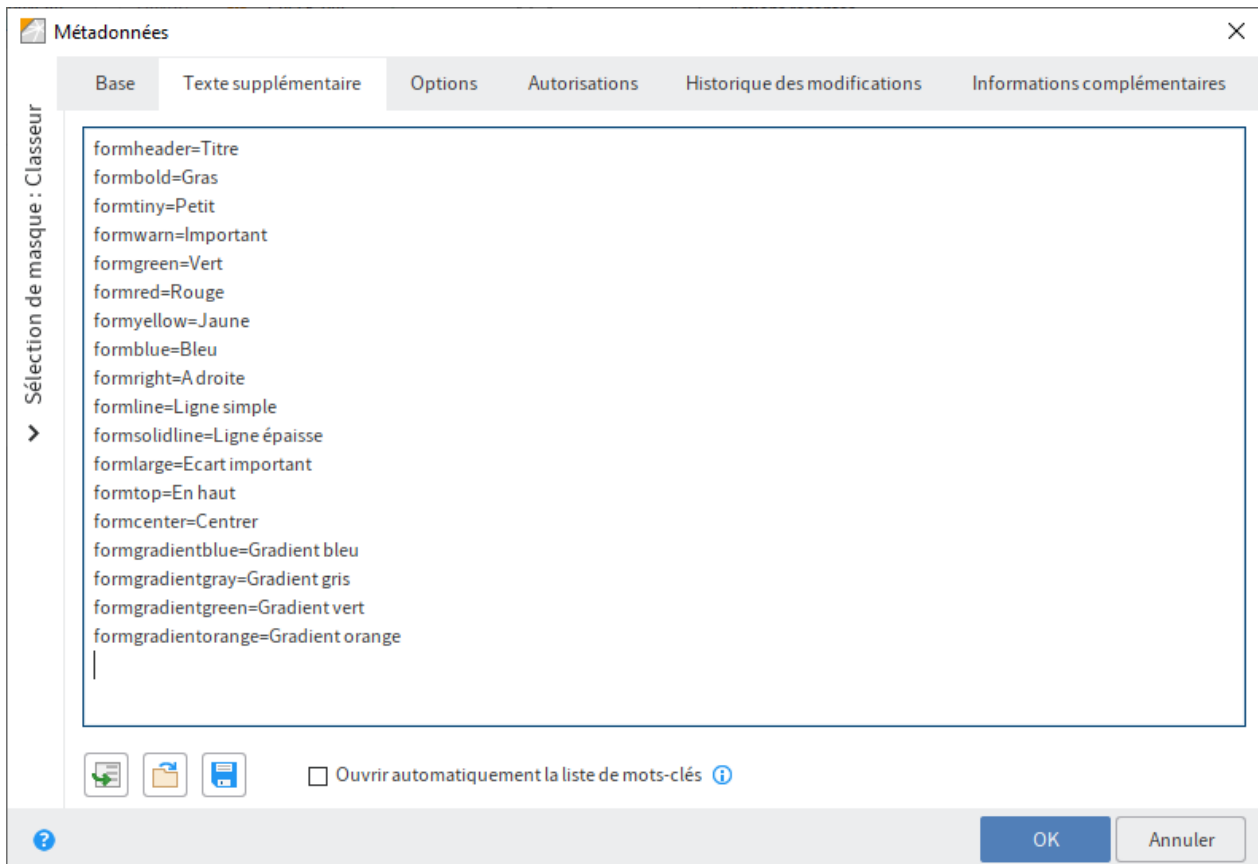 Métadonnées
Base Texte supplémentaire Options Autorisations Historique des modifications Informations complémentaires
Sélection de masque : Classeur
formheader=Titre
formbold=Gras
formtiny=Petit
formwarn=Important
formgreen=Vert
formred=Rouge
formyellow=Jaune
formblue=Bleu
formright=A droite
formline=Ligne simple
formsolidline=Ligne épaisse
formlarge=Ecart important
formtop=En haut
formcenter=Centrer
formgradientblue=Gradient bleu
formgradientgray=Gradient gris
formgradientgreen=Gradient vert
formgradientorange=Gradient orange
Ouvrir automatiquement la liste de mots-clés
OK Annuler